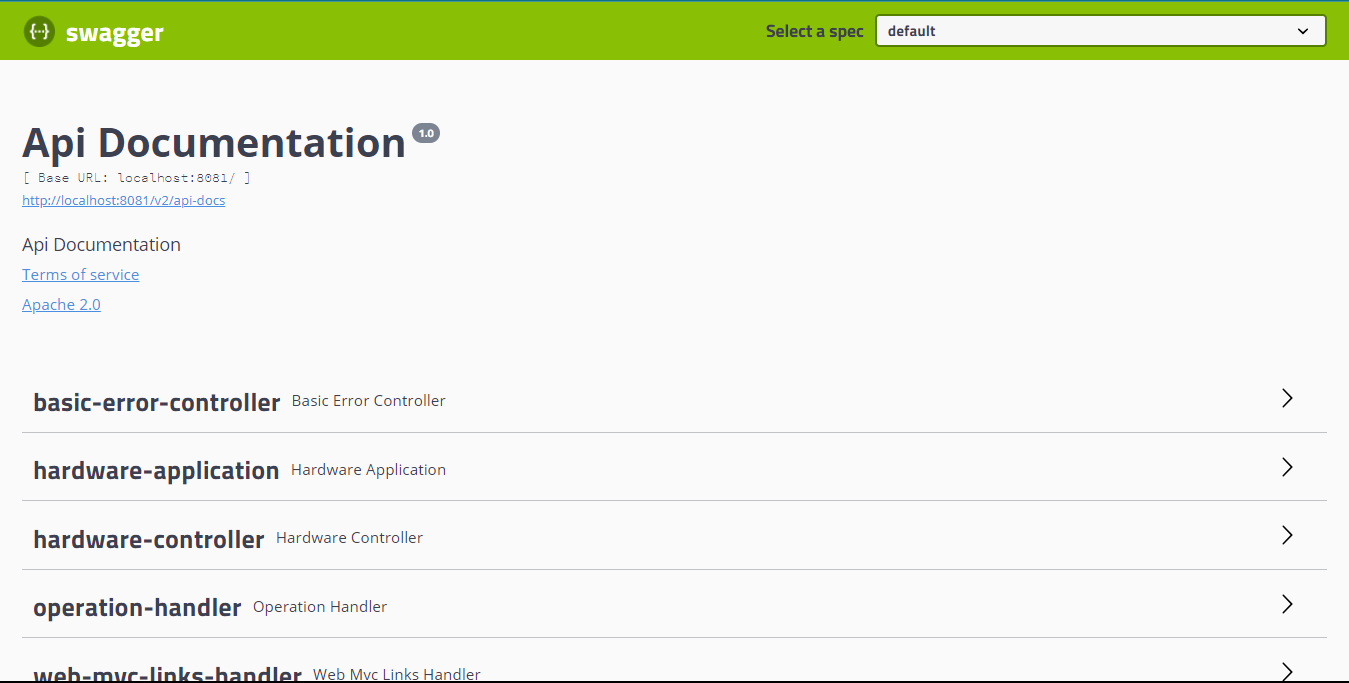 {···} swagger Select a spec default
Api Documentation 1.0
[ Base URL: localhost:8081/ ]
http://localhost:8081/v2/api-docs
Api Documentation
Terms of service
Apache 2.0
basic-error-controller Basic Error Controller
hardware-application Hardware Application
hardware-controller Hardware Controller
operation-handler Operation Handler
web-mvc-links-handler Web Mvc Links Handler